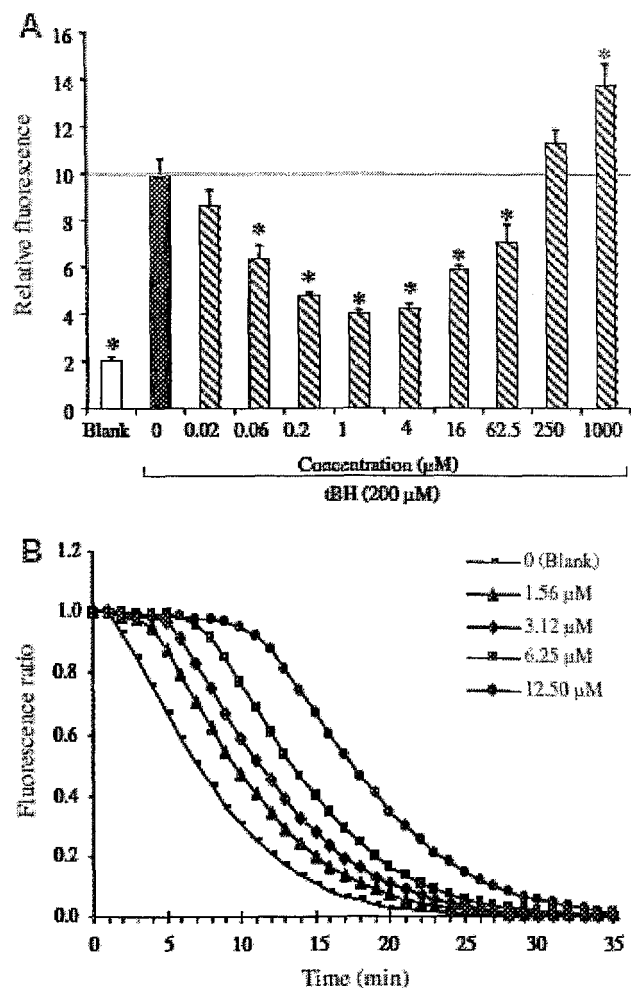 A
16
14
12
10
8
6
4
2
0
Relative fluorescence
*
*
*
*
*
*
*
*
Blank 0 0.02 0.06 0.2 1 4 16 62.5 250 1000
Concentration (μM)
tBH (200 μM)
B
1.2
1.0
0.8
0.6
0.4
0.2
0.0
Fluorescence ratio
0 (Blank)
1.56 μM
3.12 μM
6.25 μM
12.50 μM
0 5 10 15 20 25 30 35
Time (min)